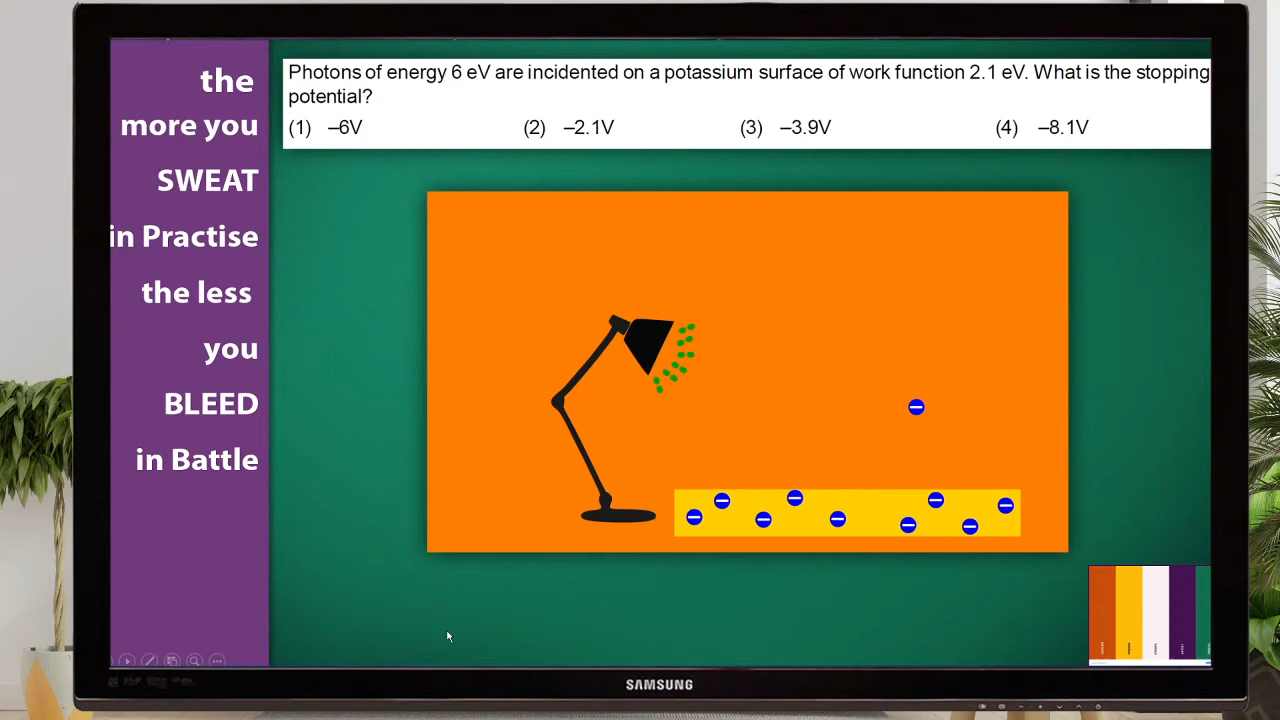 the
more you
SWEAT
in Practise
the less
you
BLEED
in Battle
Photons of energy 6 eV are incidented on a potassium surface of work function 2.1 eV. What is the stopping
potential?
(1) –6V (2) –2.1V (3) –3.9V (4) –8.1V
SAMSUNG